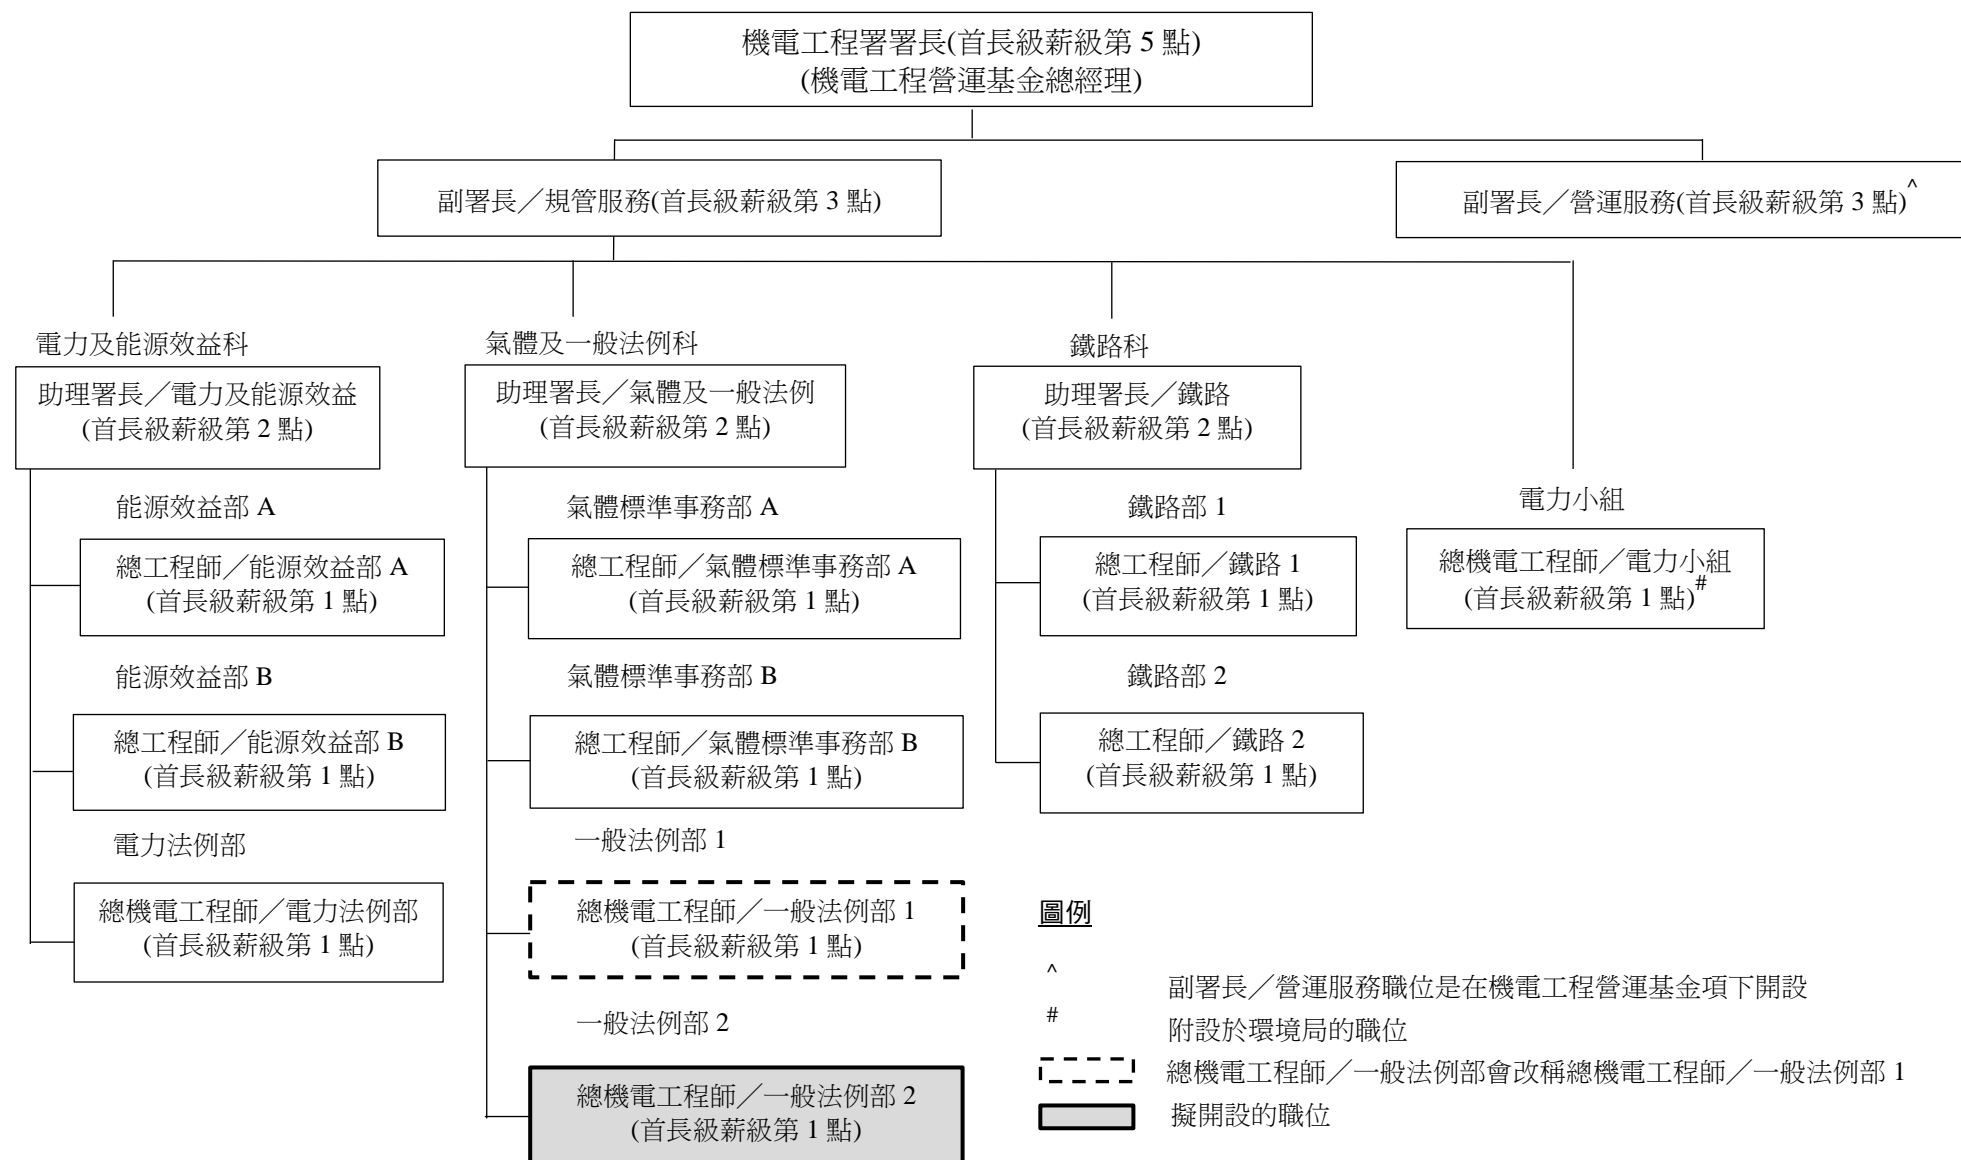 機電工程署署長(首長級薪級第 5 點)
(機電工程營運基金總經理)
副署長／規管服務(首長級薪級第 3 點)
副署長／營運服務(首長級薪級第 3 點)^
電力及能源效益科
助理署長／電力及能源效益
(首長級薪級第 2 點)
能源效益部 A
總工程師／能源效益部 A
(首長級薪級第 1 點)
能源效益部 B
總工程師／能源效益部 B
(首長級薪級第 1 點)
電力法例部
總機電工程師／電力法例部
(首長級薪級第 1 點)
氣體及一般法例科
助理署長／氣體及一般法例
(首長級薪級第 2 點)
氣體標準事務部 A
總工程師／氣體標準事務部 A
(首長級薪級第 1 點)
氣體標準事務部 B
總工程師／氣體標準事務部 B
(首長級薪級第 1 點)
一般法例部 1
總機電工程師／一般法例部 1
(首長級薪級第 1 點)
一般法例部 2
總機電工程師／一般法例部 2
(首長級薪級第 1 點)
鐵路科
助理署長／鐵路
(首長級薪級第 2 點)
鐵路部 1
總工程師／鐵路 1
(首長級薪級第 1 點)
鐵路部 2
總工程師／鐵路 2
(首長級薪級第 1 點)
電力小組
總機電工程師／電力小組
(首長級薪級第 1 點)#
圖例
^ 副署長／營運服務職位是在機電工程營運基金項下開設
# 附設於環境局的職位
總機電工程師／一般法例部會改稱總機電工程師／一般法例部 1
擬開設的職位